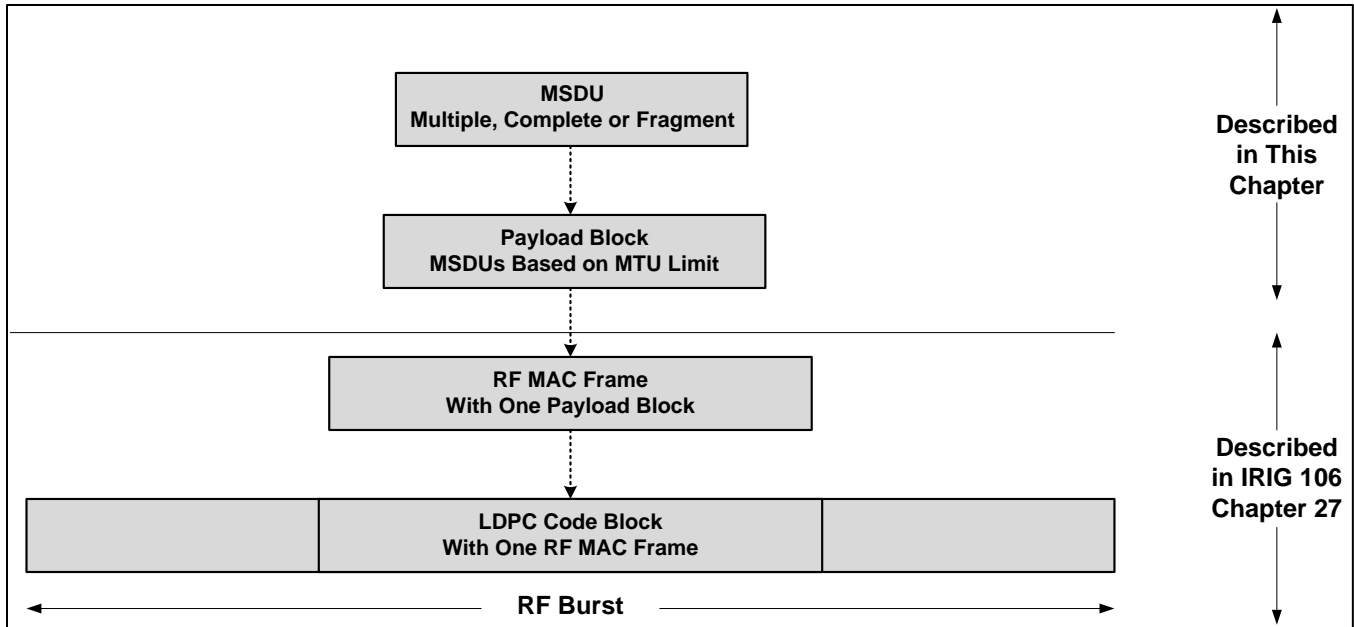 MSDU
Multiple, Complete or Fragment
Described
in This
Chapter
Payload Block
MSDUs Based on MTU Limit
RF MAC Frame
With One Payload Block
Described
in IRIG 106
Chapter 27
LDPC Code Block
With One RF MAC Frame
RF Burst